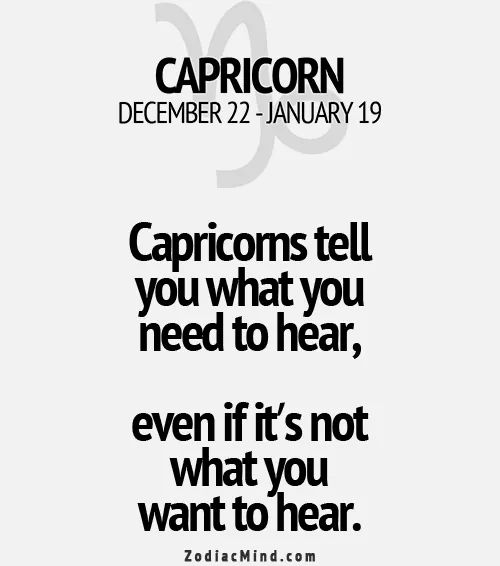 CAPRICORN
DECEMBER 22 - JANUARY 19
Capricorns tell
you what you
need to hear,
even if it's not
what you
want to hear.
ZodiacMind.com